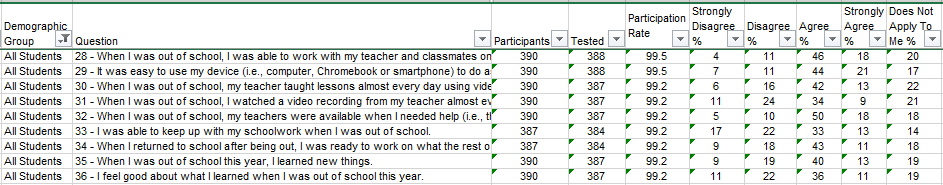 Demographic Group Question Participants Tested Participation Rate Strongly Disagree % Disagree % Agree % Strongly Agree % Does Not Apply To Me %
All Students 28 - When I was out of school, I was able to work with my teacher and classmates on 390 388 99.5 4 11 46 18 20
All Students 29 - It was easy to use my device (i.e., computer, Chromebook or smartphone) to do a 390 388 99.5 7 11 44 21 17
All Students 30 - When I was out of school, my teacher taught lessons almost every day using vide 390 387 99.2 6 16 42 13 22
All Students 31 - When I was out of school, I watched a video recording from my teacher almost ev 390 387 99.2 11 24 34 9 21
All Students 32 - When I was out of school, my teachers were available when I needed help (i.e., th 390 387 99.2 5 10 50 18 18
All Students 33 - I was able to keep up with my schoolwork when I was out of school. 387 384 99.2 17 22 33 13 14
All Students 34 - When I returned to school after being out, I was ready to work on what the rest o 387 384 99.2 9 18 43 11 18
All Students 35 - When I was out of school this year, I learned new things. 390 387 99.2 9 19 40 13 19
All Students 36 - I feel good about what I learned when I was out of school this year. 390 387 99.2 11 22 36 11 19